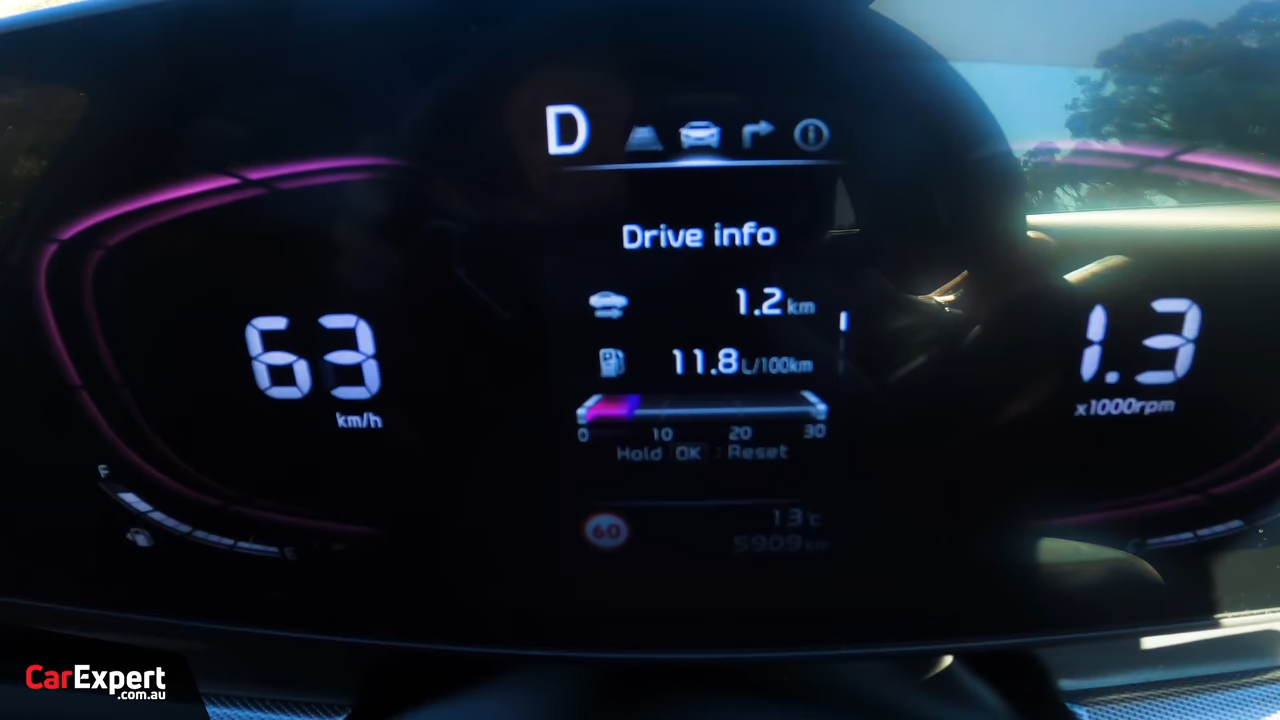 D
Drive info
1.2 km
63
km/h
11.8 L/100km
1.3
x1000rpm
0 10 20 30
Hold OK : Reset
F
E
60
13°C
5909 km
C
CarExpert
.com.au